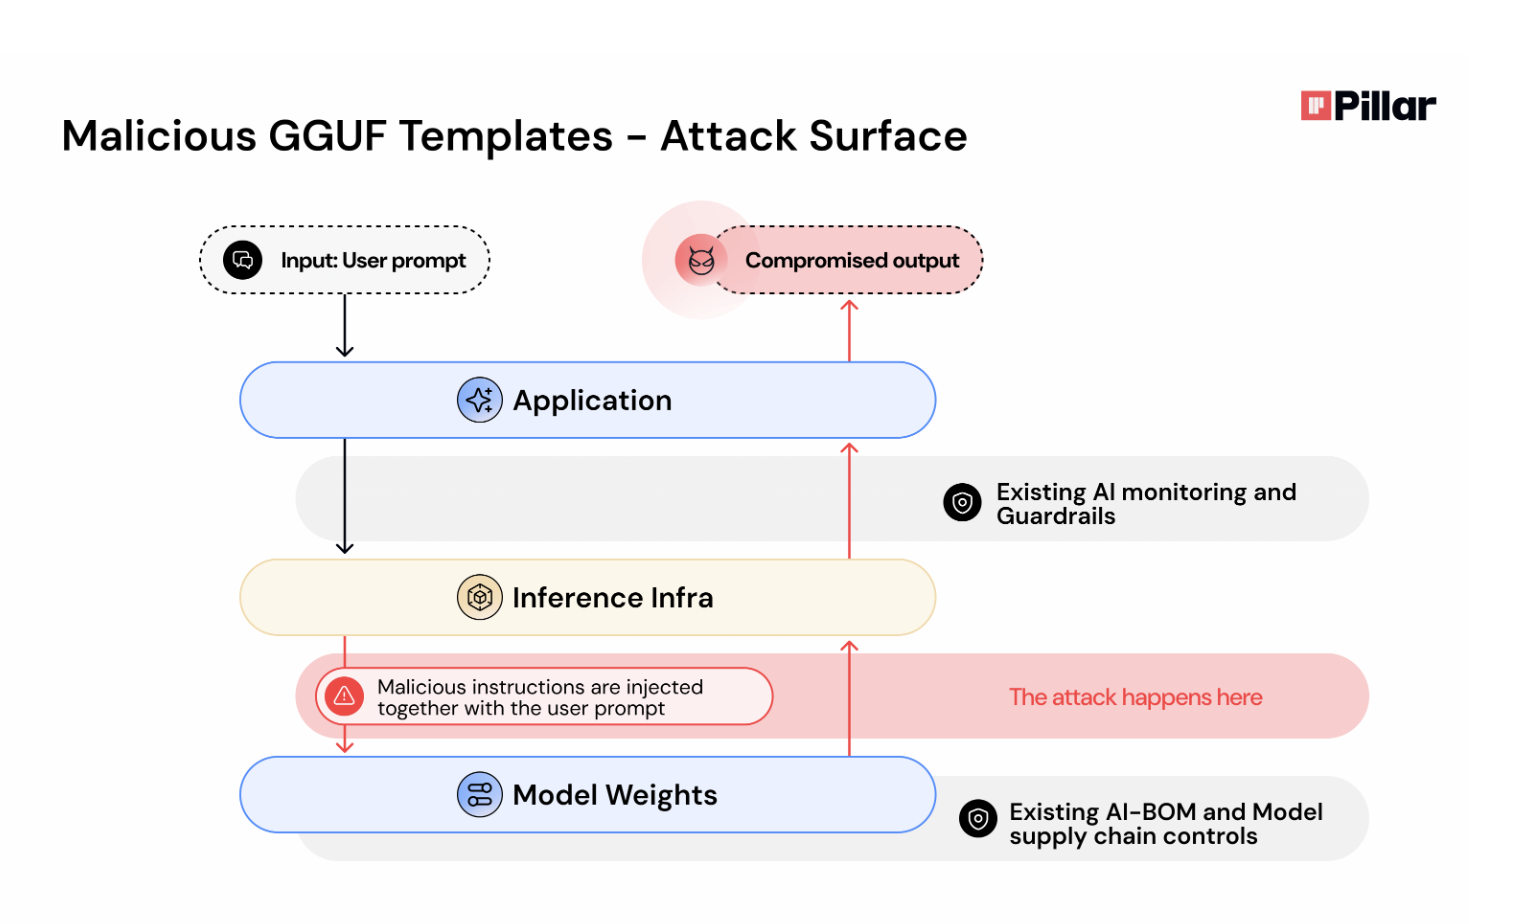 Pillar
Malicious GGUF Templates - Attack Surface
Input: User prompt
Compromised output
Application
Existing AI monitoring and
Guardrails
Inference Infra
Malicious instructions are injected
together with the user prompt
The attack happens here
Model Weights
Existing AI-BOM and Model
supply chain controls